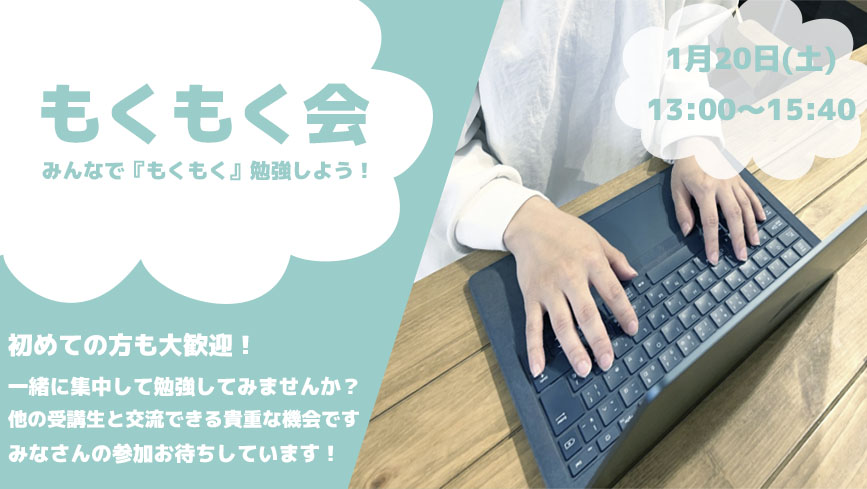 もくもく会
みんなで『もくもく』勉強しよう！
1月20日(土)
13:00〜15:40
初めての方も大歓迎！
一緒に集中して勉強してみませんか？
他の受講生と交流できる貴重な機会です
みなさんの参加お待ちしています！